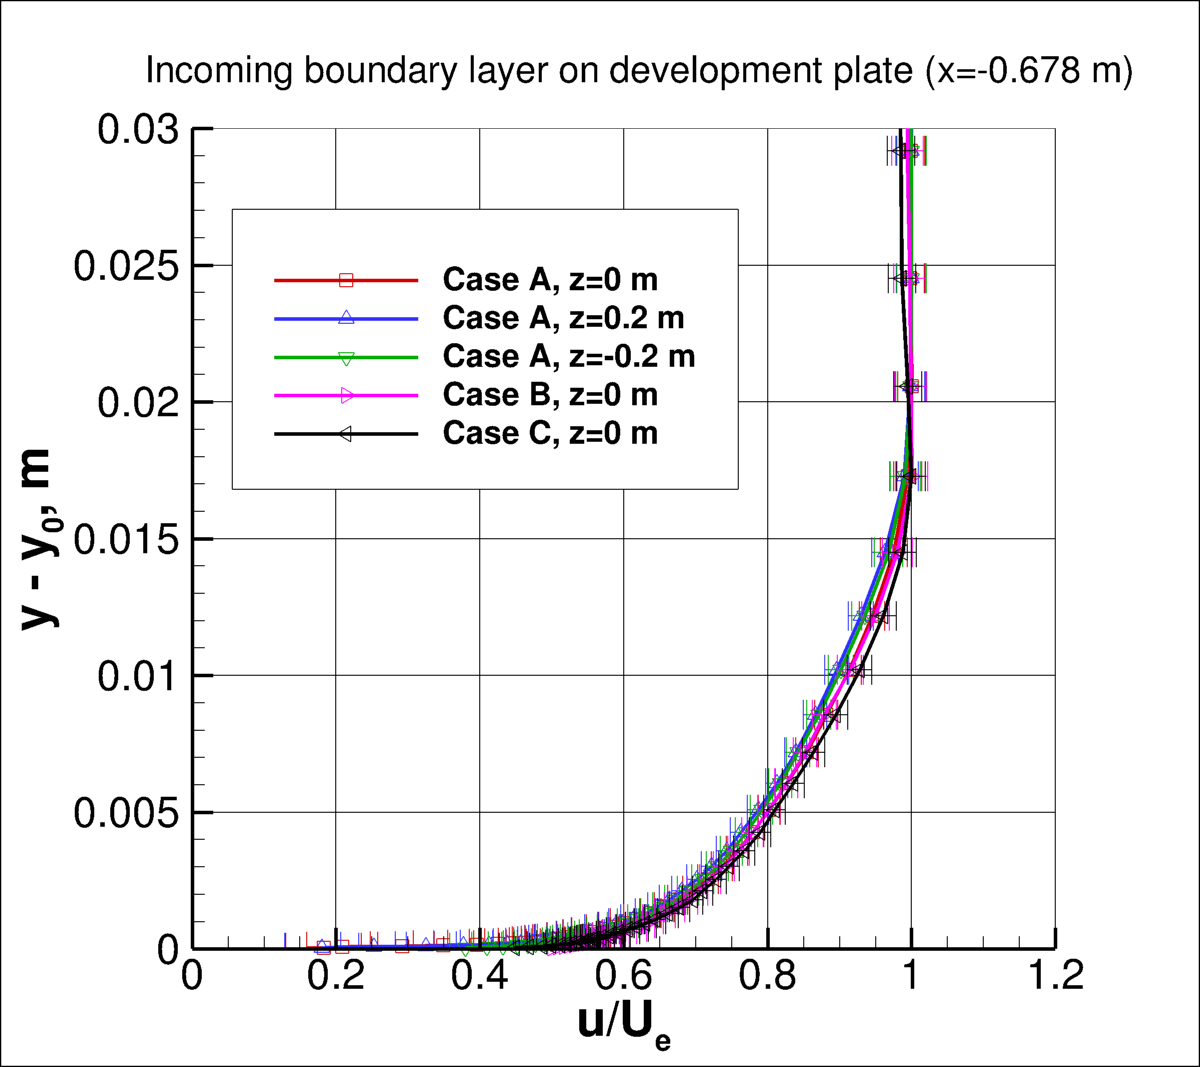 Incoming boundary layer on development plate (x=-0.678 m)
0.03
0.025
0.02
0.015
0.01
0.005
0
y - y₀, m
Case A, z=0 m
Case A, z=0.2 m
Case A, z=-0.2 m
Case B, z=0 m
Case C, z=0 m
0 0.2 0.4 0.6 0.8 1 1.2
u/Uₑ